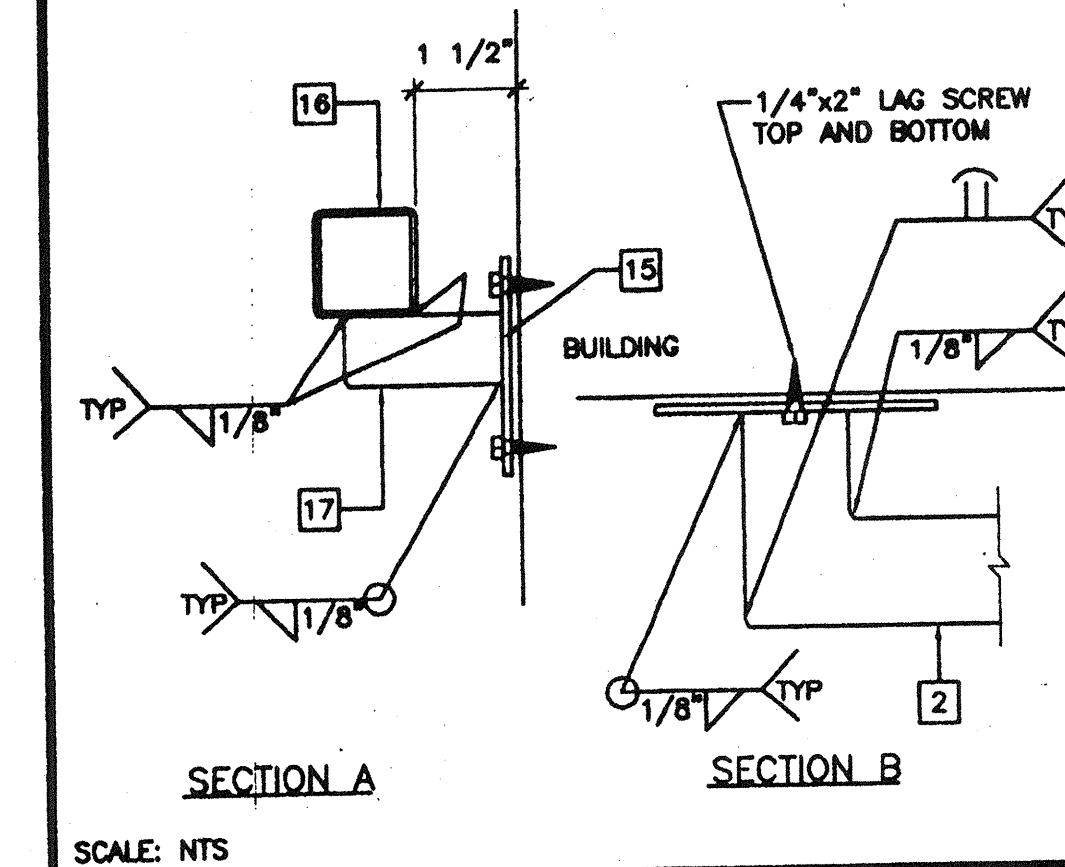 1 1/2"
16
1/4"x2" LAG SCREW
TOP AND BOTTOM
15
BUILDING
1/8"
TYP
1/8"
17
TYP
1/8"
1/8"
TYP
2
SECTION A
SECTION B
SCALE: NTS